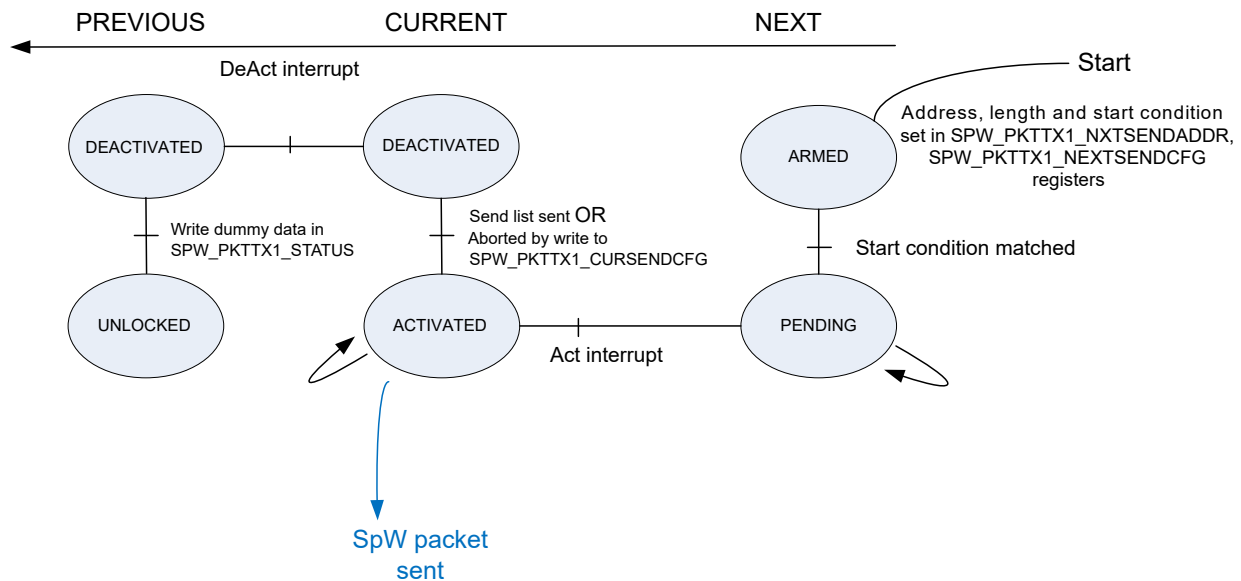 PREVIOUS
CURRENT
NEXT
DeAct interrupt
Start
Address, length and start condition
set in SPW_PKTTX1_NXTSENDADDR,
SPW_PKTTX1_NEXTSENDCFG
registers
DEACTIVATED
DEACTIVATED
ARMED
Write dummy data in
SPW_PKTTX1_STATUS
Send list sent OR
Aborted by write to
SPW_PKTTX1_CURSENDCFG
Start condition matched
UNLOCKED
ACTIVATED
PENDING
Act interrupt
SpW packet
sent